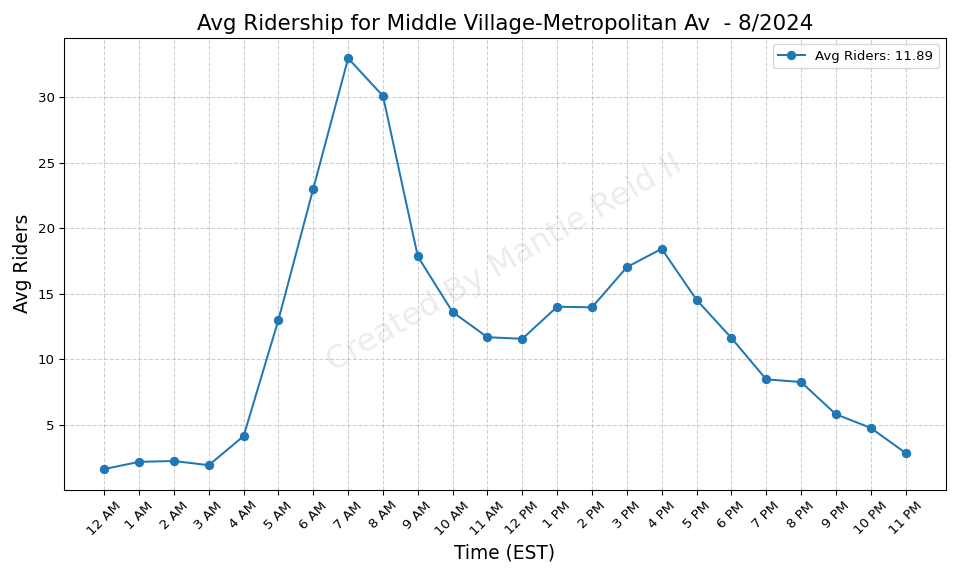 Avg Ridership for Middle Village-Metropolitan Av  - 8/2024
Avg Riders: 11.89
30
25
20
15
10
5
Avg Riders
Created By Mantie Reid II
12 AM
1 AM
2 AM
3 AM
4 AM
5 AM
6 AM
7 AM
8 AM
9 AM
10 AM
11 AM
12 PM
1 PM
2 PM
3 PM
4 PM
5 PM
6 PM
7 PM
8 PM
9 PM
10 PM
11 PM
Time (EST)